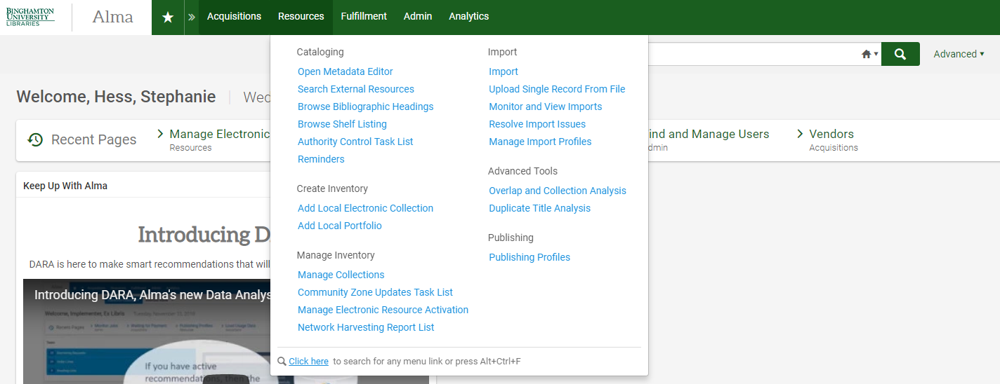 BINGHAMTON
UNIVERSITY
LIBRARIES
Alma
Acquisitions Resources Fulfillment Admin Analytics
Advanced
Welcome, Hess, Stephanie
Wed
Recent Pages
Manage Electronic
Resources
ind and Manage Users
dmin
Vendors
Acquisitions
Keep Up With Alma
Introducing D
DARA is here to make smart recommendations that will
Introducing DARA, Alma's new Data Analys
Welcome, Implementer, Ex Libris
Recent Pages
If you have active
recommendations, then the
Cataloging
Open Metadata Editor
Search External Resources
Browse Bibliographic Headings
Browse Shelf Listing
Authority Control Task List
Reminders
Create Inventory
Add Local Electronic Collection
Add Local Portfolio
Manage Inventory
Manage Collections
Community Zone Updates Task List
Manage Electronic Resource Activation
Network Harvesting Report List
Import
Import
Upload Single Record From File
Monitor and View Imports
Resolve Import Issues
Manage Import Profiles
Advanced Tools
Overlap and Collection Analysis
Duplicate Title Analysis
Publishing
Publishing Profiles
Click here to search for any menu link or press Alt+Ctrl+F